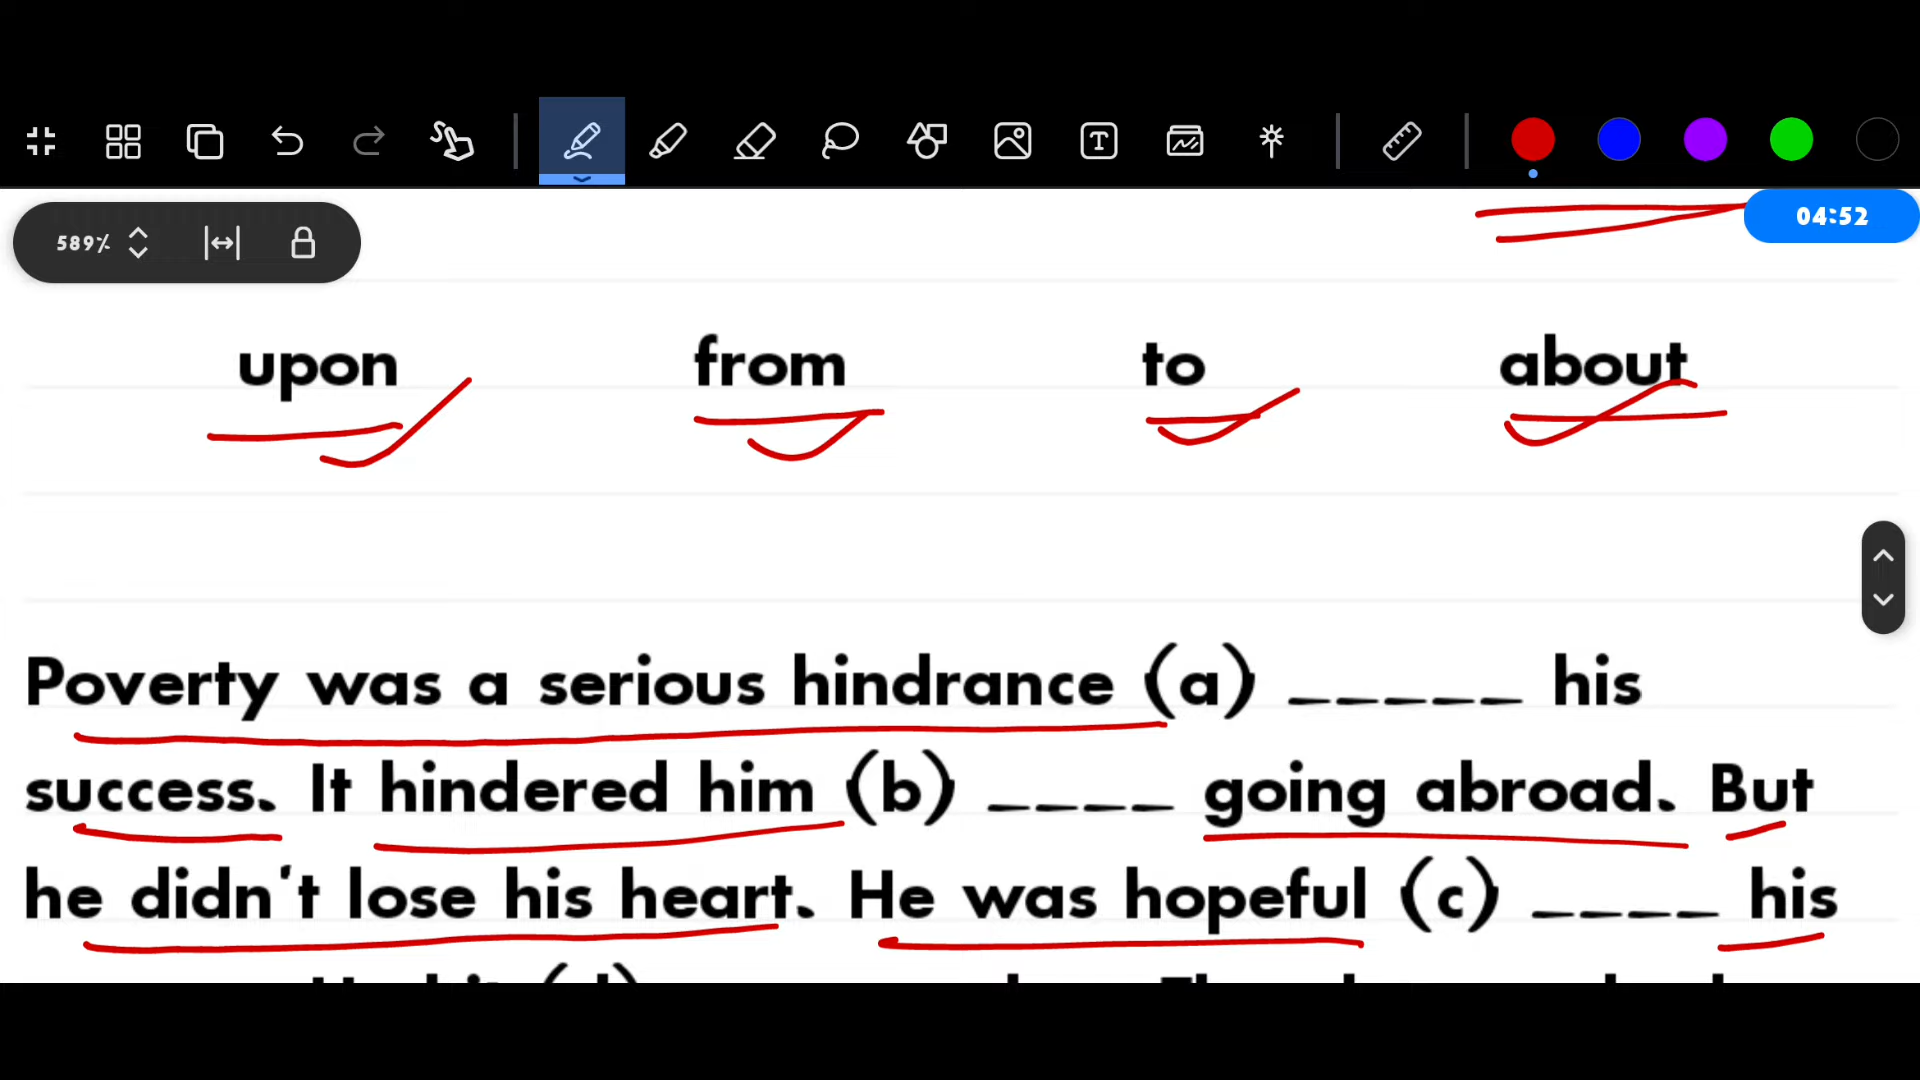 589%
04:52
upon from to about
Poverty was a serious hindrance (a) _____ his
success. It hindered him (b) ____ going abroad. But
he didn't lose his heart. He was hopeful (c) ____ his